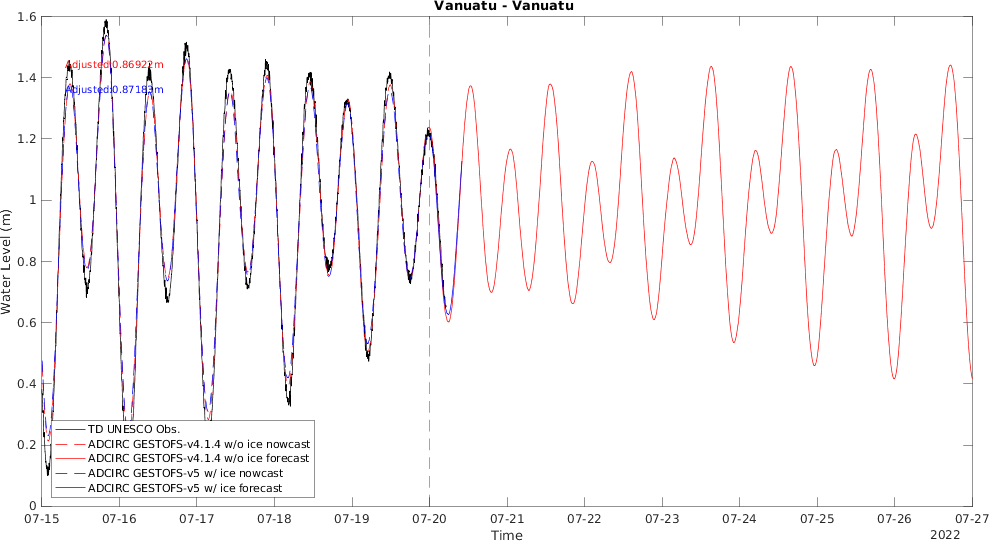 Vanuatu - Vanuatu
1.6
1.4
1.2
1
0.8
0.6
0.4
0.2
0
Water Level (m)
Adjusted:0.86922m
Adjusted:0.87182m
TD UNESCO Obs.
ADCIRC GESTOFS-v4.1.4 w/o ice nowcast
ADCIRC GESTOFS-v4.1.4 w/o ice forecast
ADCIRC GESTOFS-v5 w/ ice nowcast
ADCIRC GESTOFS-v5 w/ ice forecast
07-15 07-16 07-17 07-18 07-19 07-20 07-21 07-22 07-23 07-24 07-25 07-26 07-27
Time
2022